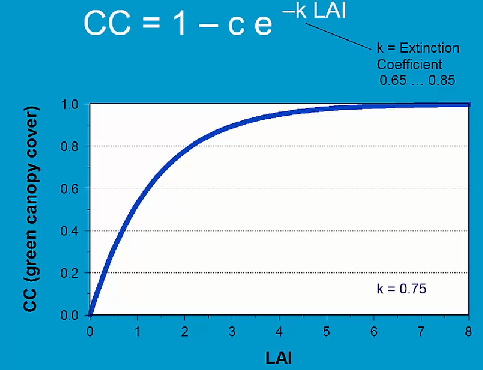 CC = 1 – c e –k LAI
k = Extinction
Coefficient
0.65 ... 0.85
CC (green canopy cover)
1.0
0.8
0.6
0.4
0.2
0.0
k = 0.75
0 1 2 3 4 5 6 7 8
LAI